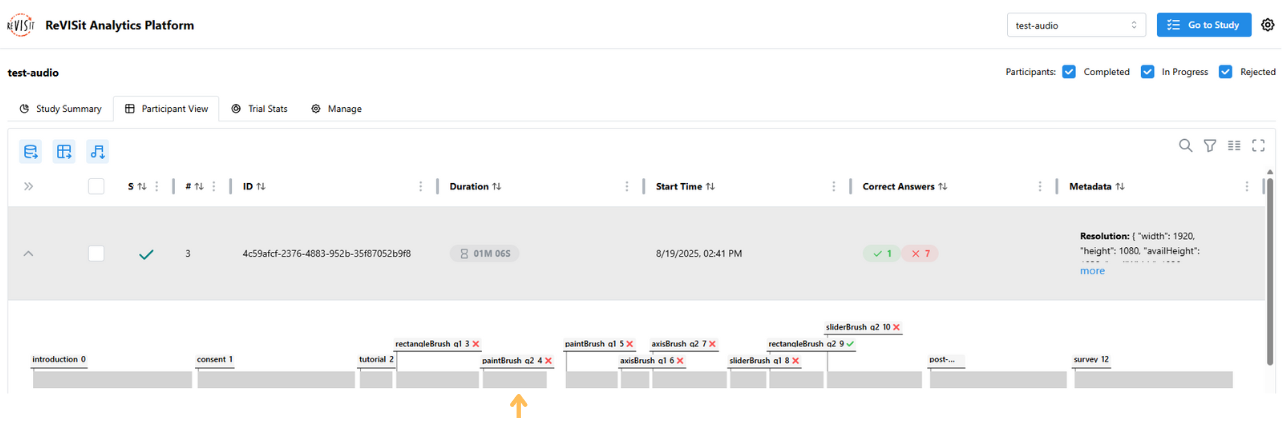 reVISit ReVISit Analytics Platform
test-audio
Go to Study
test-audio
Participants: Completed In Progress Rejected
Study Summary Participant View Trial Stats Manage
S # ID Duration Start Time Correct Answers Metadata
3 4c59afcf-2376-4883-952b-35f87052b9f8 01M 06S 8/19/2025, 02:41 PM 1 7
Resolution: { "width": 1920,
"height": 1080, "availHeight":
more
sliderBrush_q2 10
rectangleBrush_q1 3 paintBrush_q1 5 axisBrush_q2 7 rectangleBrush_q2 9
introduction 0 consent 1 tutorial 2 paintBrush_q2 4 axisBrush_q1 6 sliderBrush_q1 8 post-... survey 12